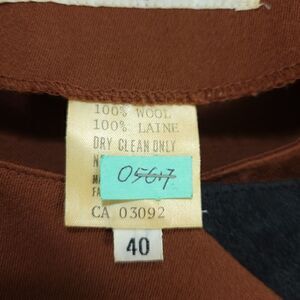 100% WOOL
100% LAINE
DRY CLEAN ONLY
05617
CA 03092
40